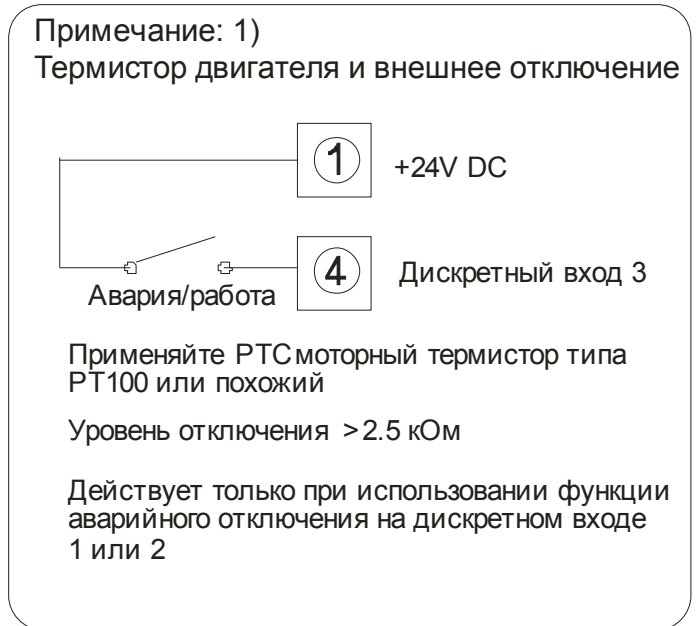 Примечание: 1)
Термистор двигателя и внешнее отключение
1
+24V DC
4
Дискретный вход 3
Авария/работа
Применяйте PTC моторный термистор типа
PT100 или похожий
Уровень отключения >2.5 кОм
Действует только при использовании функции
аварийного отключения на дискретном входе
1 или 2